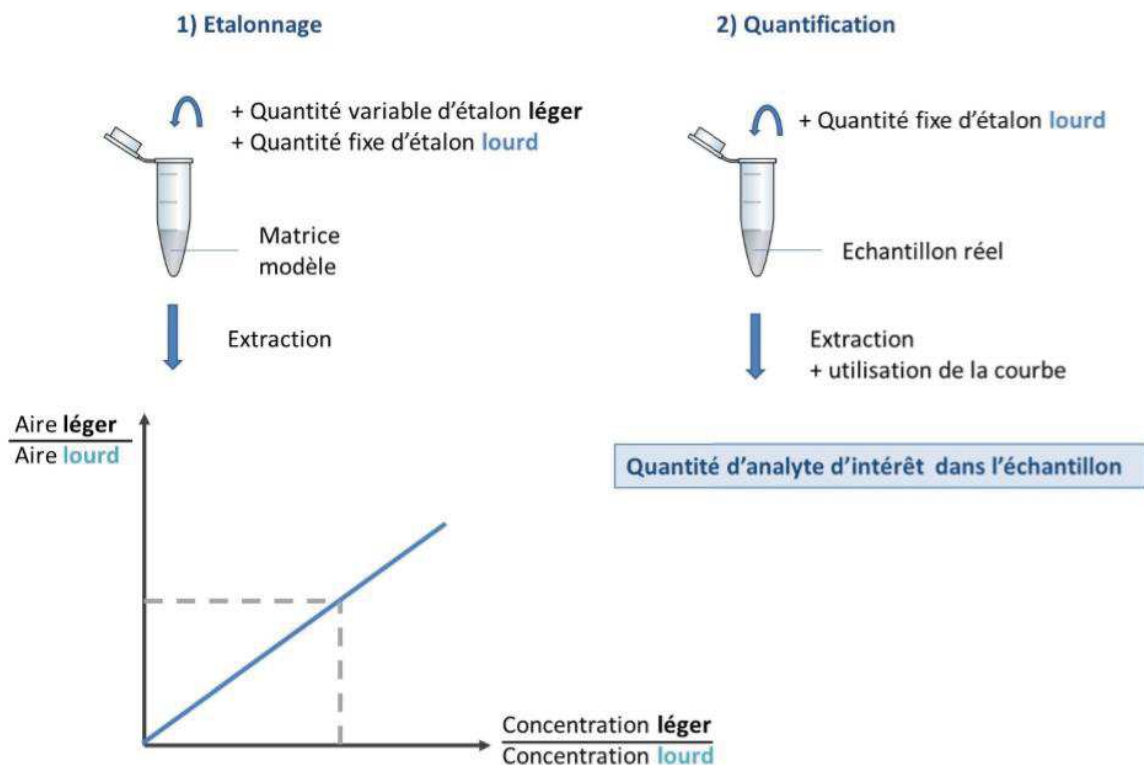 1) Etalonnage
+ Quantité variable d'étalon léger
+ Quantité fixe d'étalon lourd
Matrice
modèle
Extraction
Aire léger
Aire lourd
Concentration léger
Concentration lourd
2) Quantification
+ Quantité fixe d'étalon lourd
Echantillon réel
Extraction
+ utilisation de la courbe
Quantité d'analyte d'intérêt dans l'échantillon